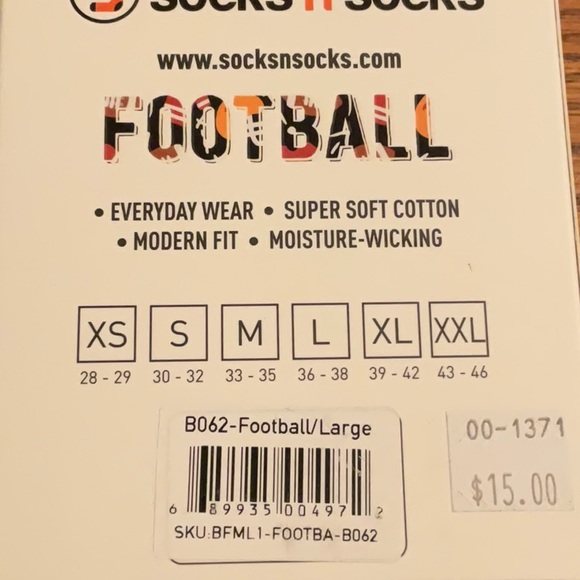 SOCKS n SOCKS
www.socksnsocks.com
FOOTBALL
• EVERYDAY WEAR • SUPER SOFT COTTON
• MODERN FIT • MOISTURE-WICKING
XS S M L XL XXL
28 - 29 30 - 32 33 - 35 36 - 38 39 - 42 43 - 46
B062-Football/Large
6 89935 00497 2
SKU:BFML1-FOOTBA-B062
00-1371
$15.00